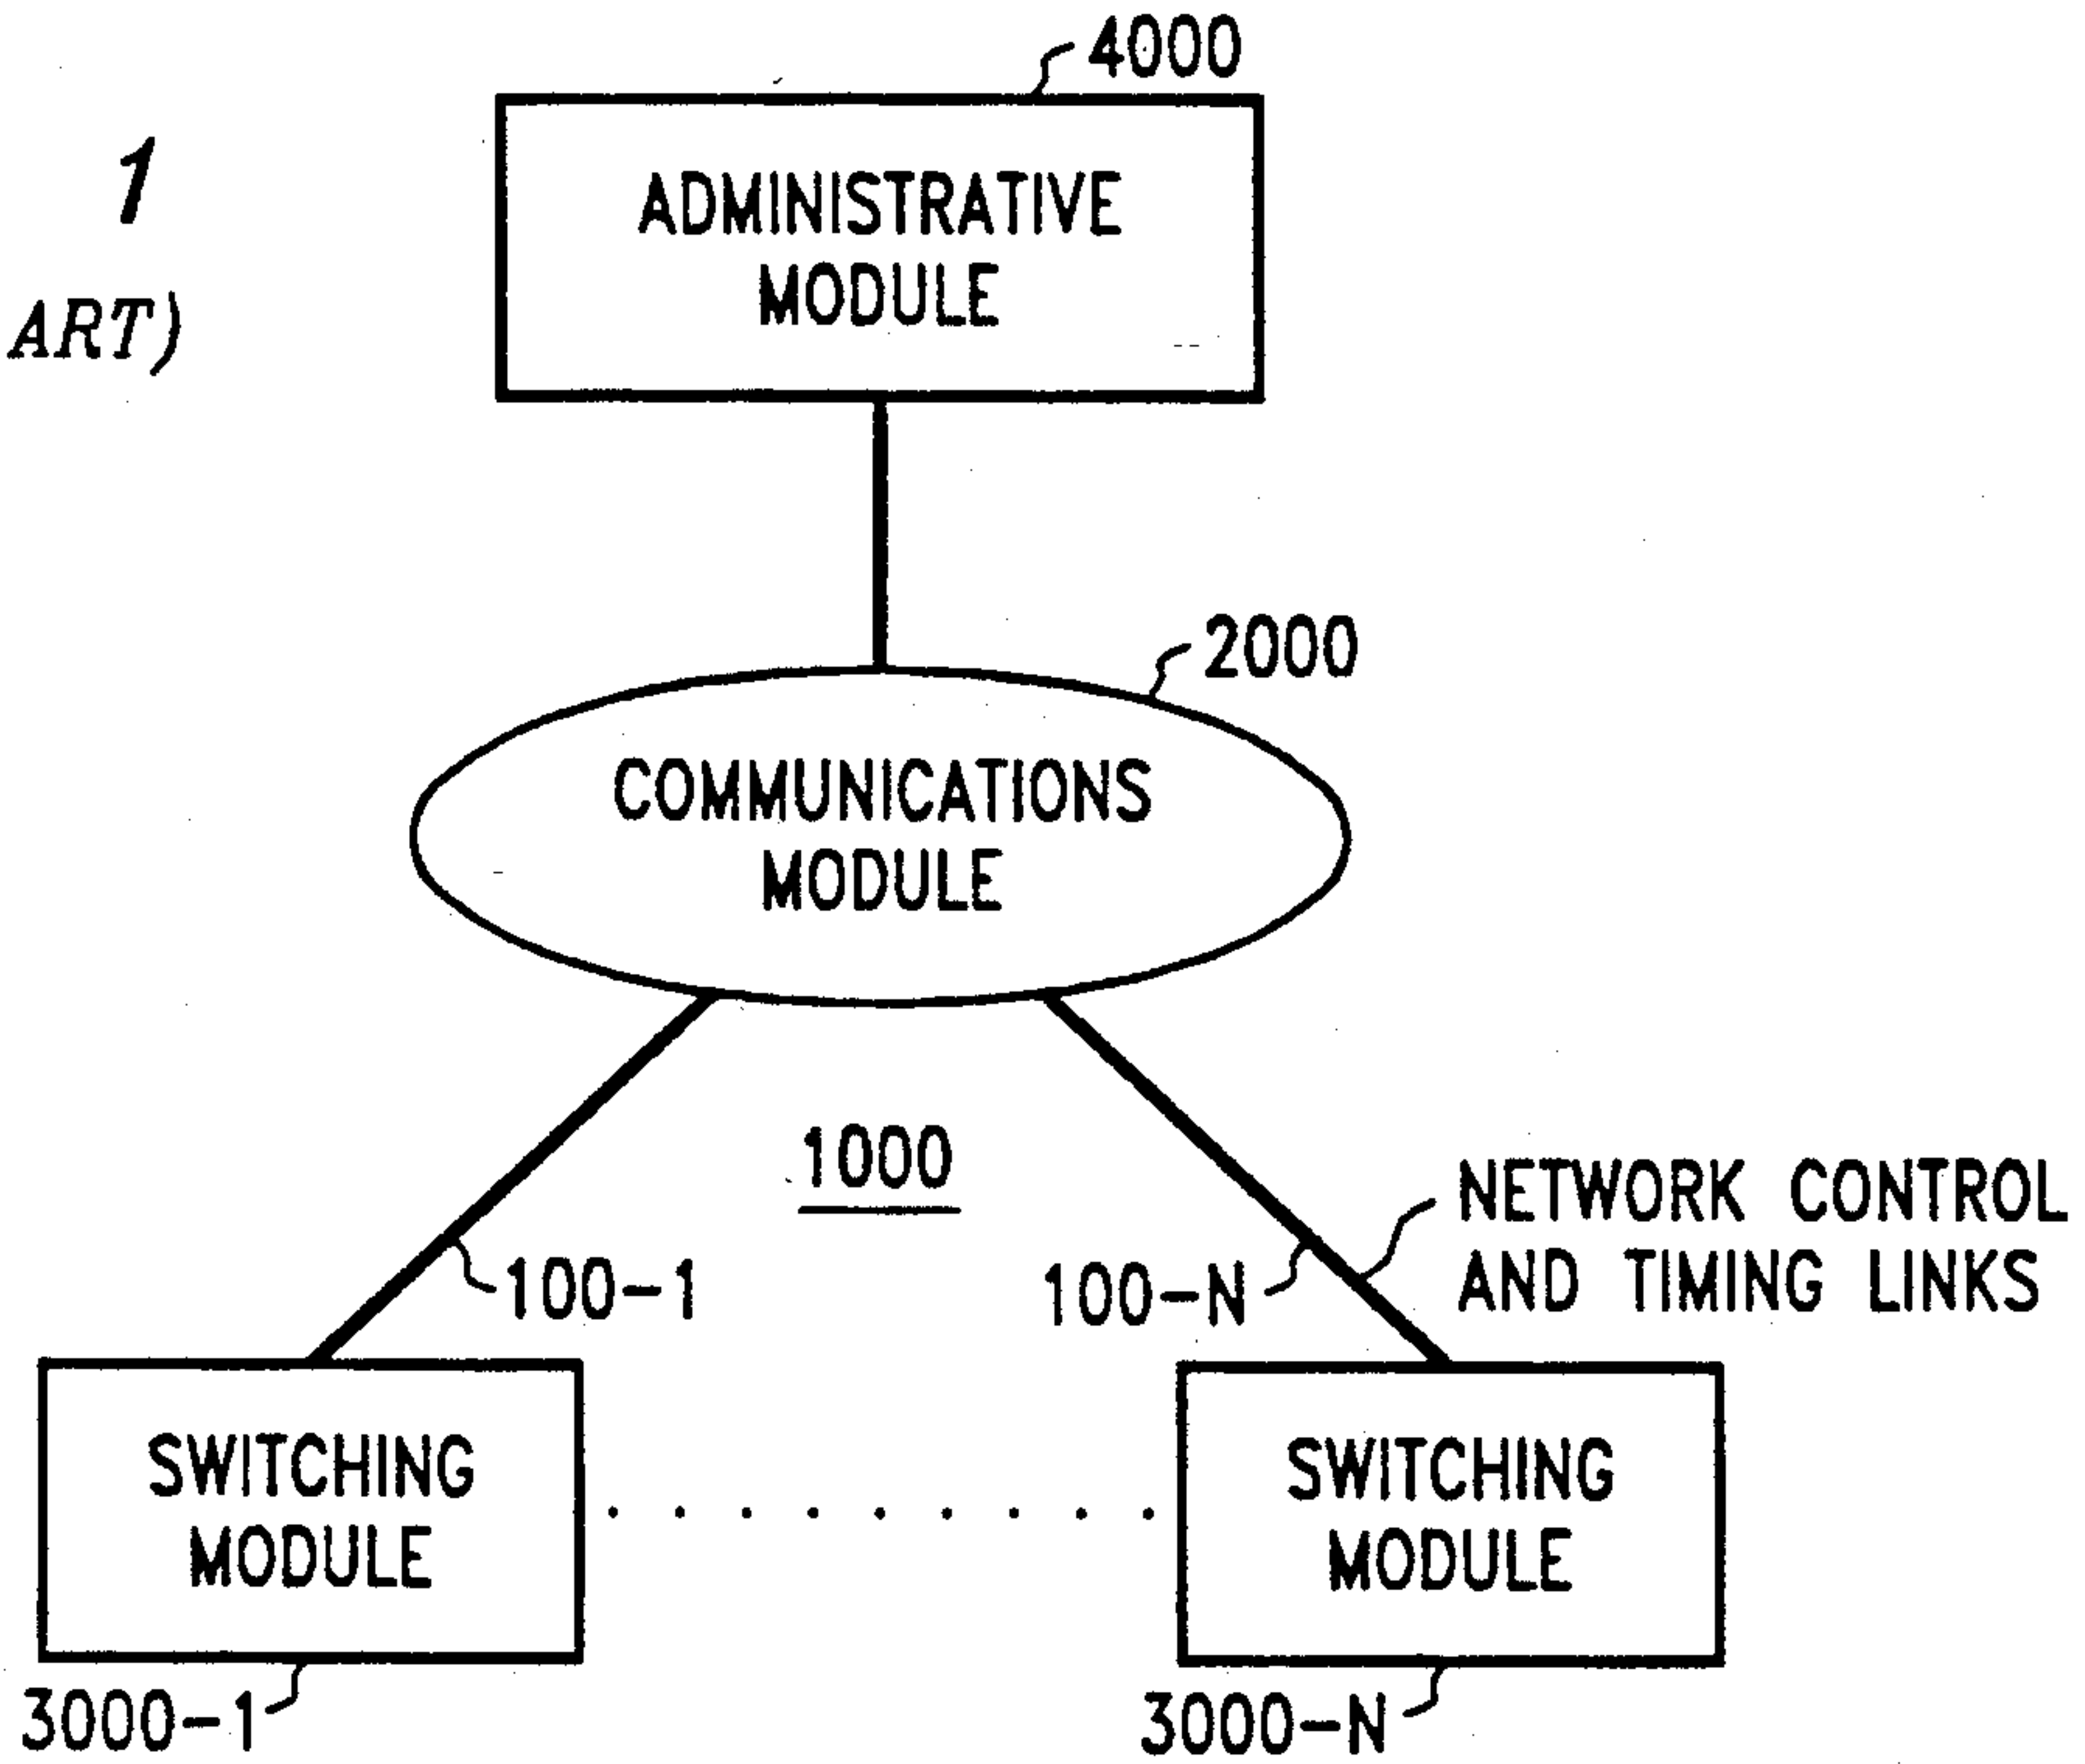 4000
1
ART)
ADMINISTRATIVE
MODULE
2000
COMMUNICATIONS
MODULE
1000
NETWORK CONTROL
AND TIMING LINKS
100-1
100-N
SWITCHING
MODULE
SWITCHING
MODULE
3000-1
3000-N